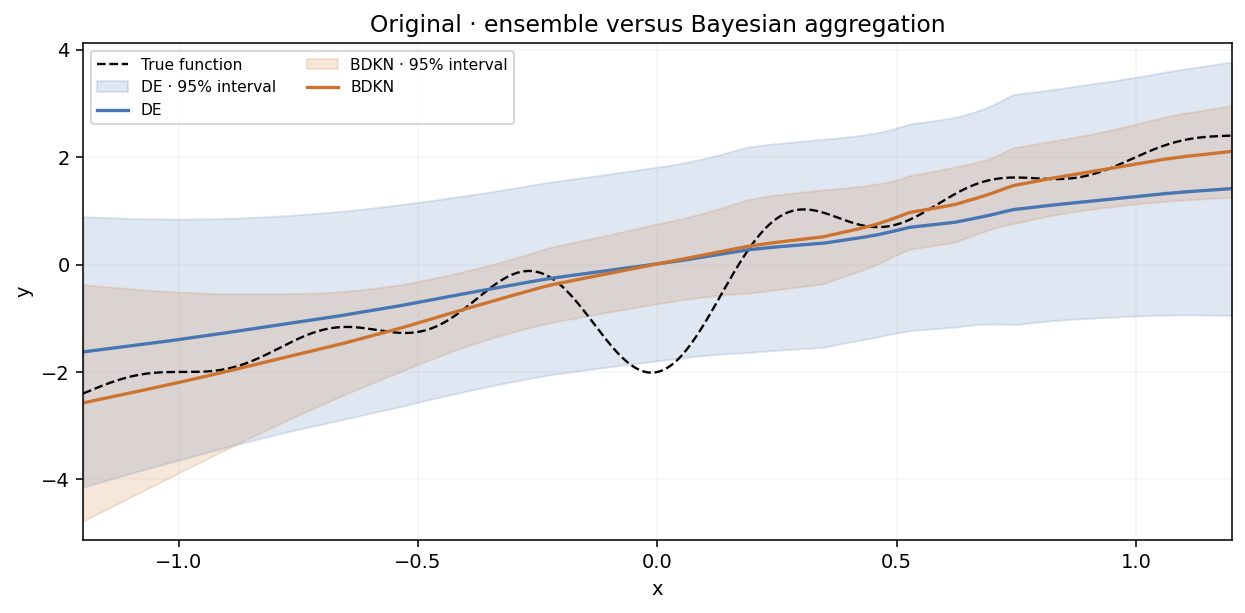 Original · ensemble versus Bayesian aggregation
True function
DE · 95% interval
DE
BDKN · 95% interval
BDKN
4
2
0
−2
−4
y
−1.0
−0.5
0.0
0.5
1.0
x